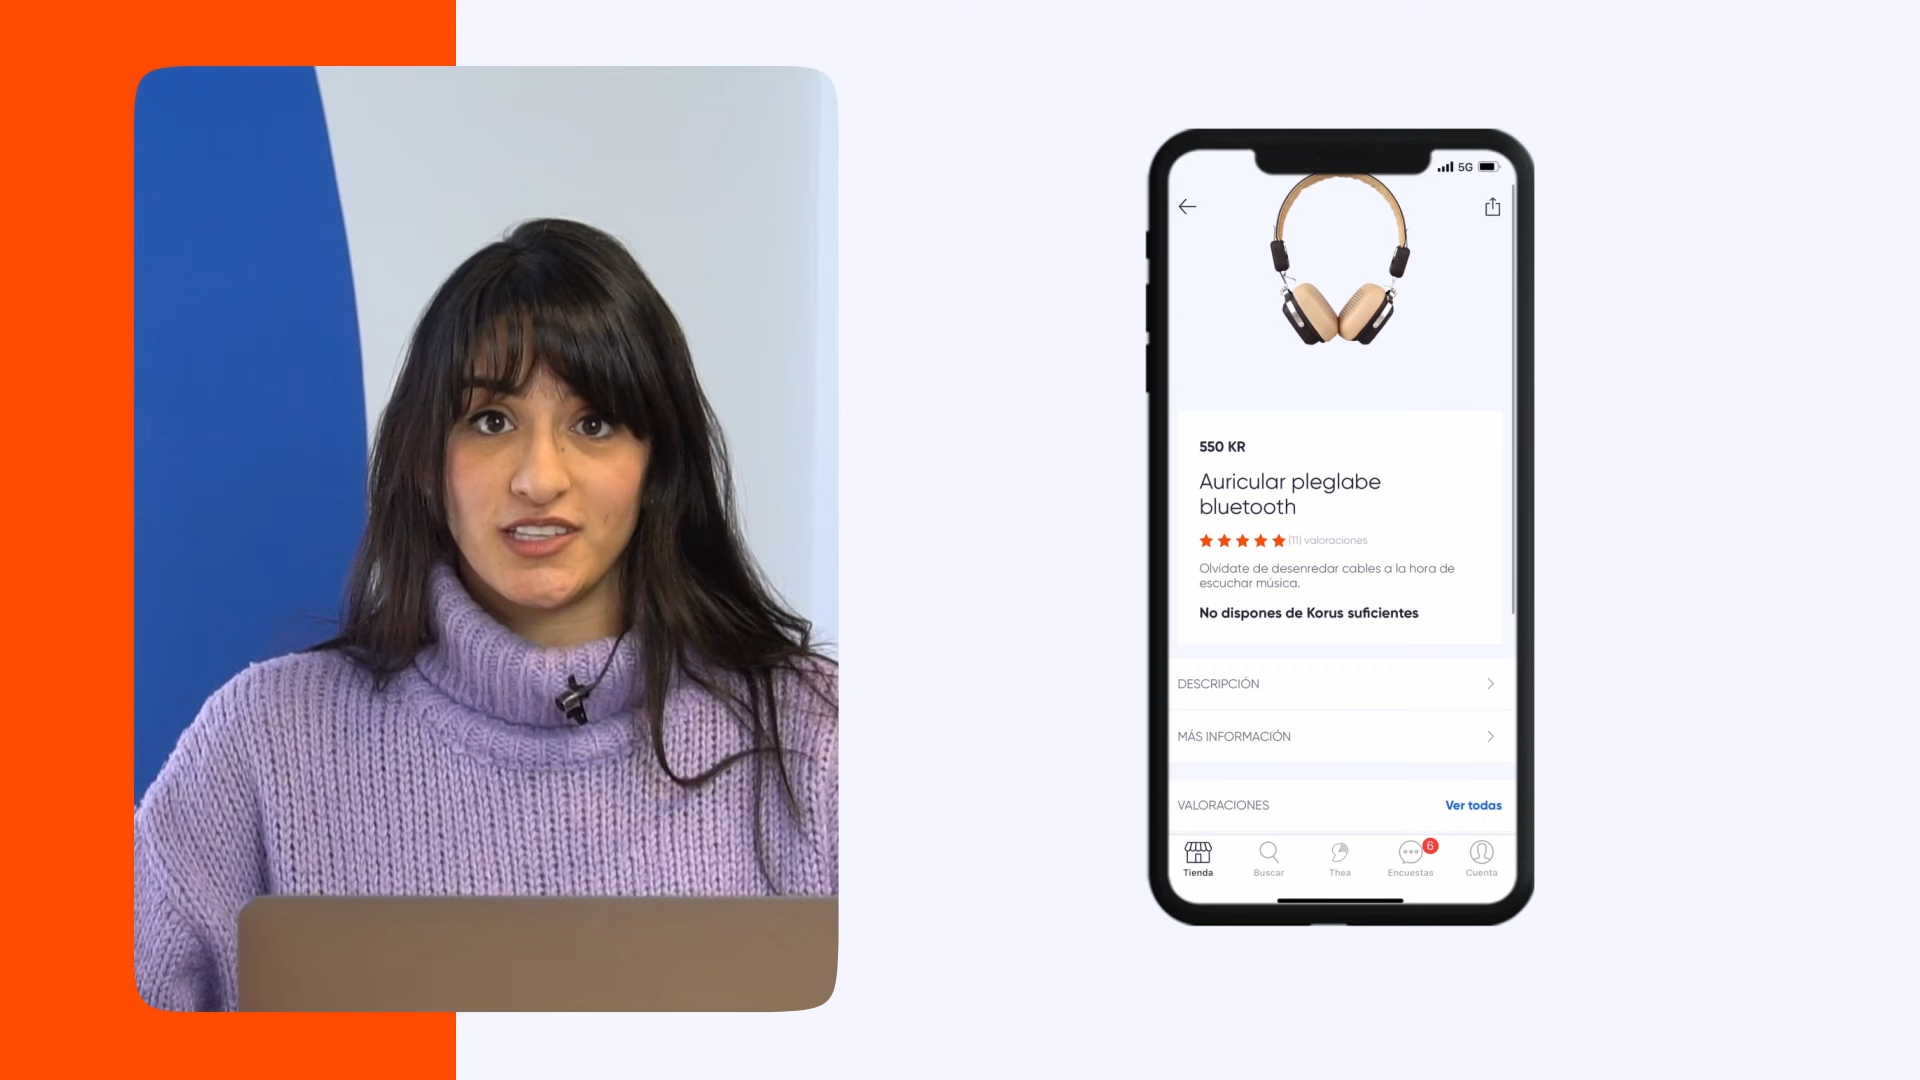 5G
550 KR
Auricular pleglabe
bluetooth
(11) valoraciones
Olvídate de desenredar cables a la hora de
escuchar música.
No dispones de Korus suficientes
DESCRIPCIÓN
MÁS INFORMACIÓN
VALORACIONES Ver todas
6
Tienda Buscar Thea Encuestas Cuenta